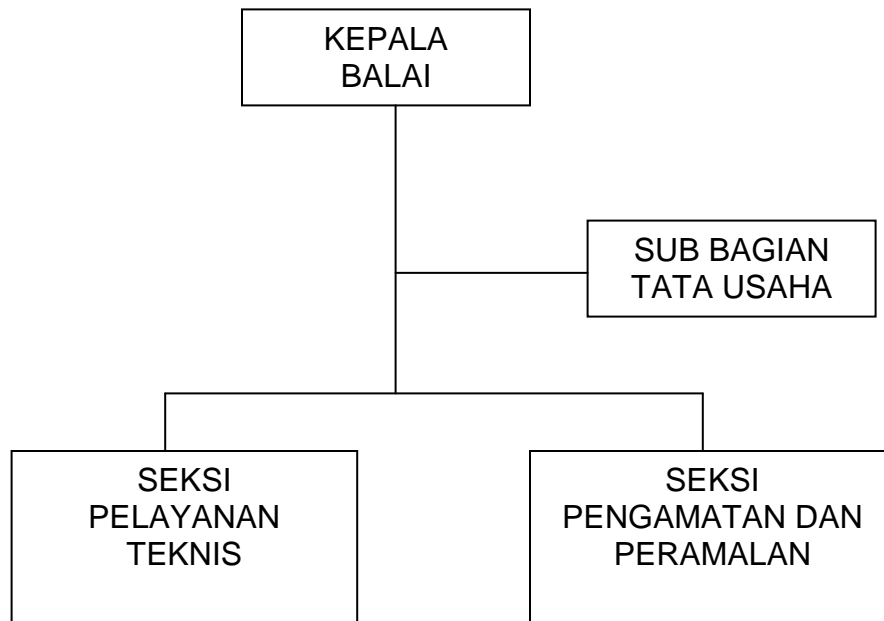 KEPALA
BALAI
SUB BAGIAN
TATA USAHA
SEKSI
PELAYANAN
TEKNIS
SEKSI
PENGAMATAN DAN
PERAMALAN